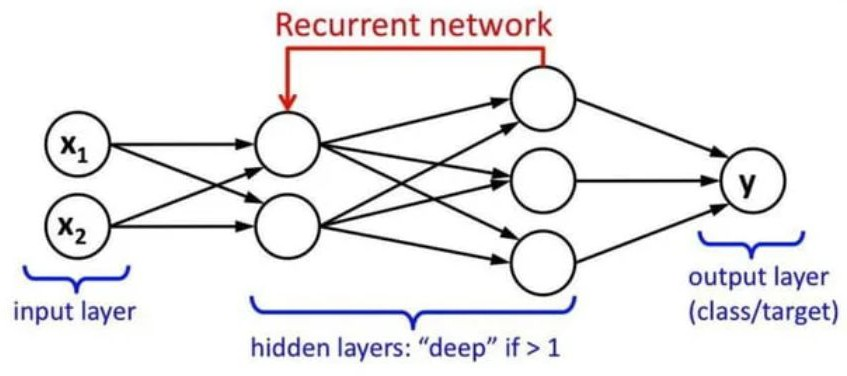 Recurrent network
x₁
x₂
y
input layer
hidden layers: “deep” if > 1
output layer
(class/target)